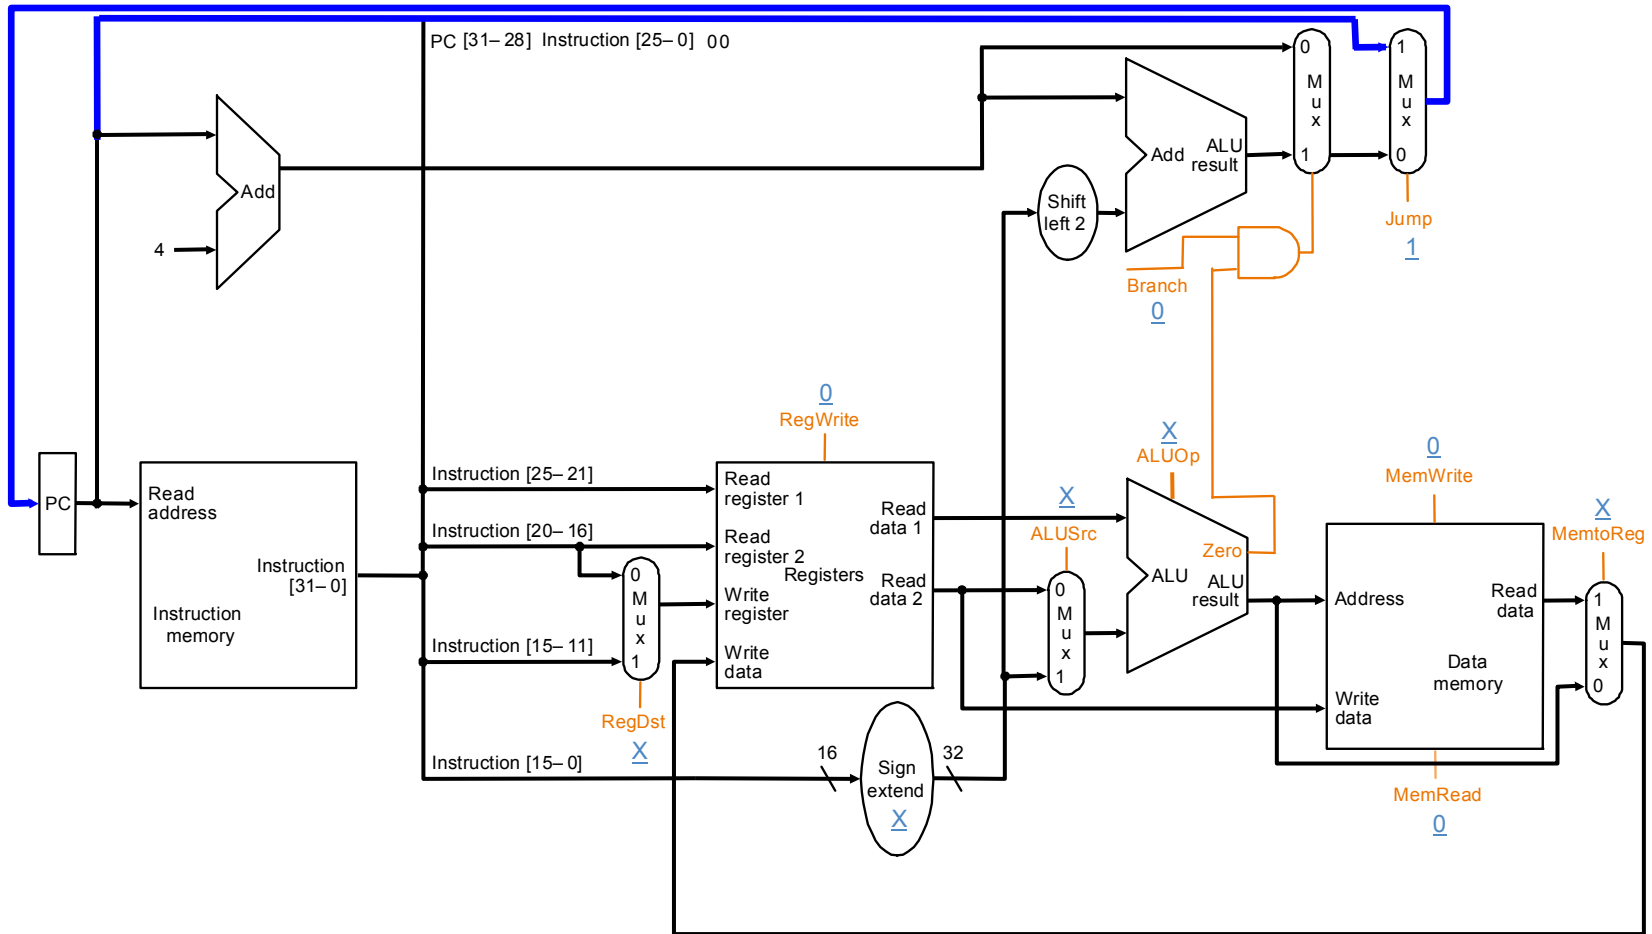 PC [31–28] Instruction [25–0] 00
0
M
u
x
1
1
M
u
x
0
Add
ALU
result
Add
4
Shift
left 2
Jump
1
Branch
0
0
RegWrite
X
ALUOp
0
MemWrite
X
MemtoReg
PC
Read
address
Instruction
[31–0]
Instruction
memory
Instruction [25–21]
Instruction [20–16]
Instruction [15–11]
Instruction [15–0]
0
M
u
x
1
RegDst
X
Read
register 1
Read
register 2
Write
register
Write
data
Registers
Read
data 1
Read
data 2
X
ALUSrc
0
M
u
x
1
Zero
ALU
ALU
result
Address
Write
data
Read
data
Data
memory
1
M
u
x
0
16
Sign
extend
X
32
MemRead
0